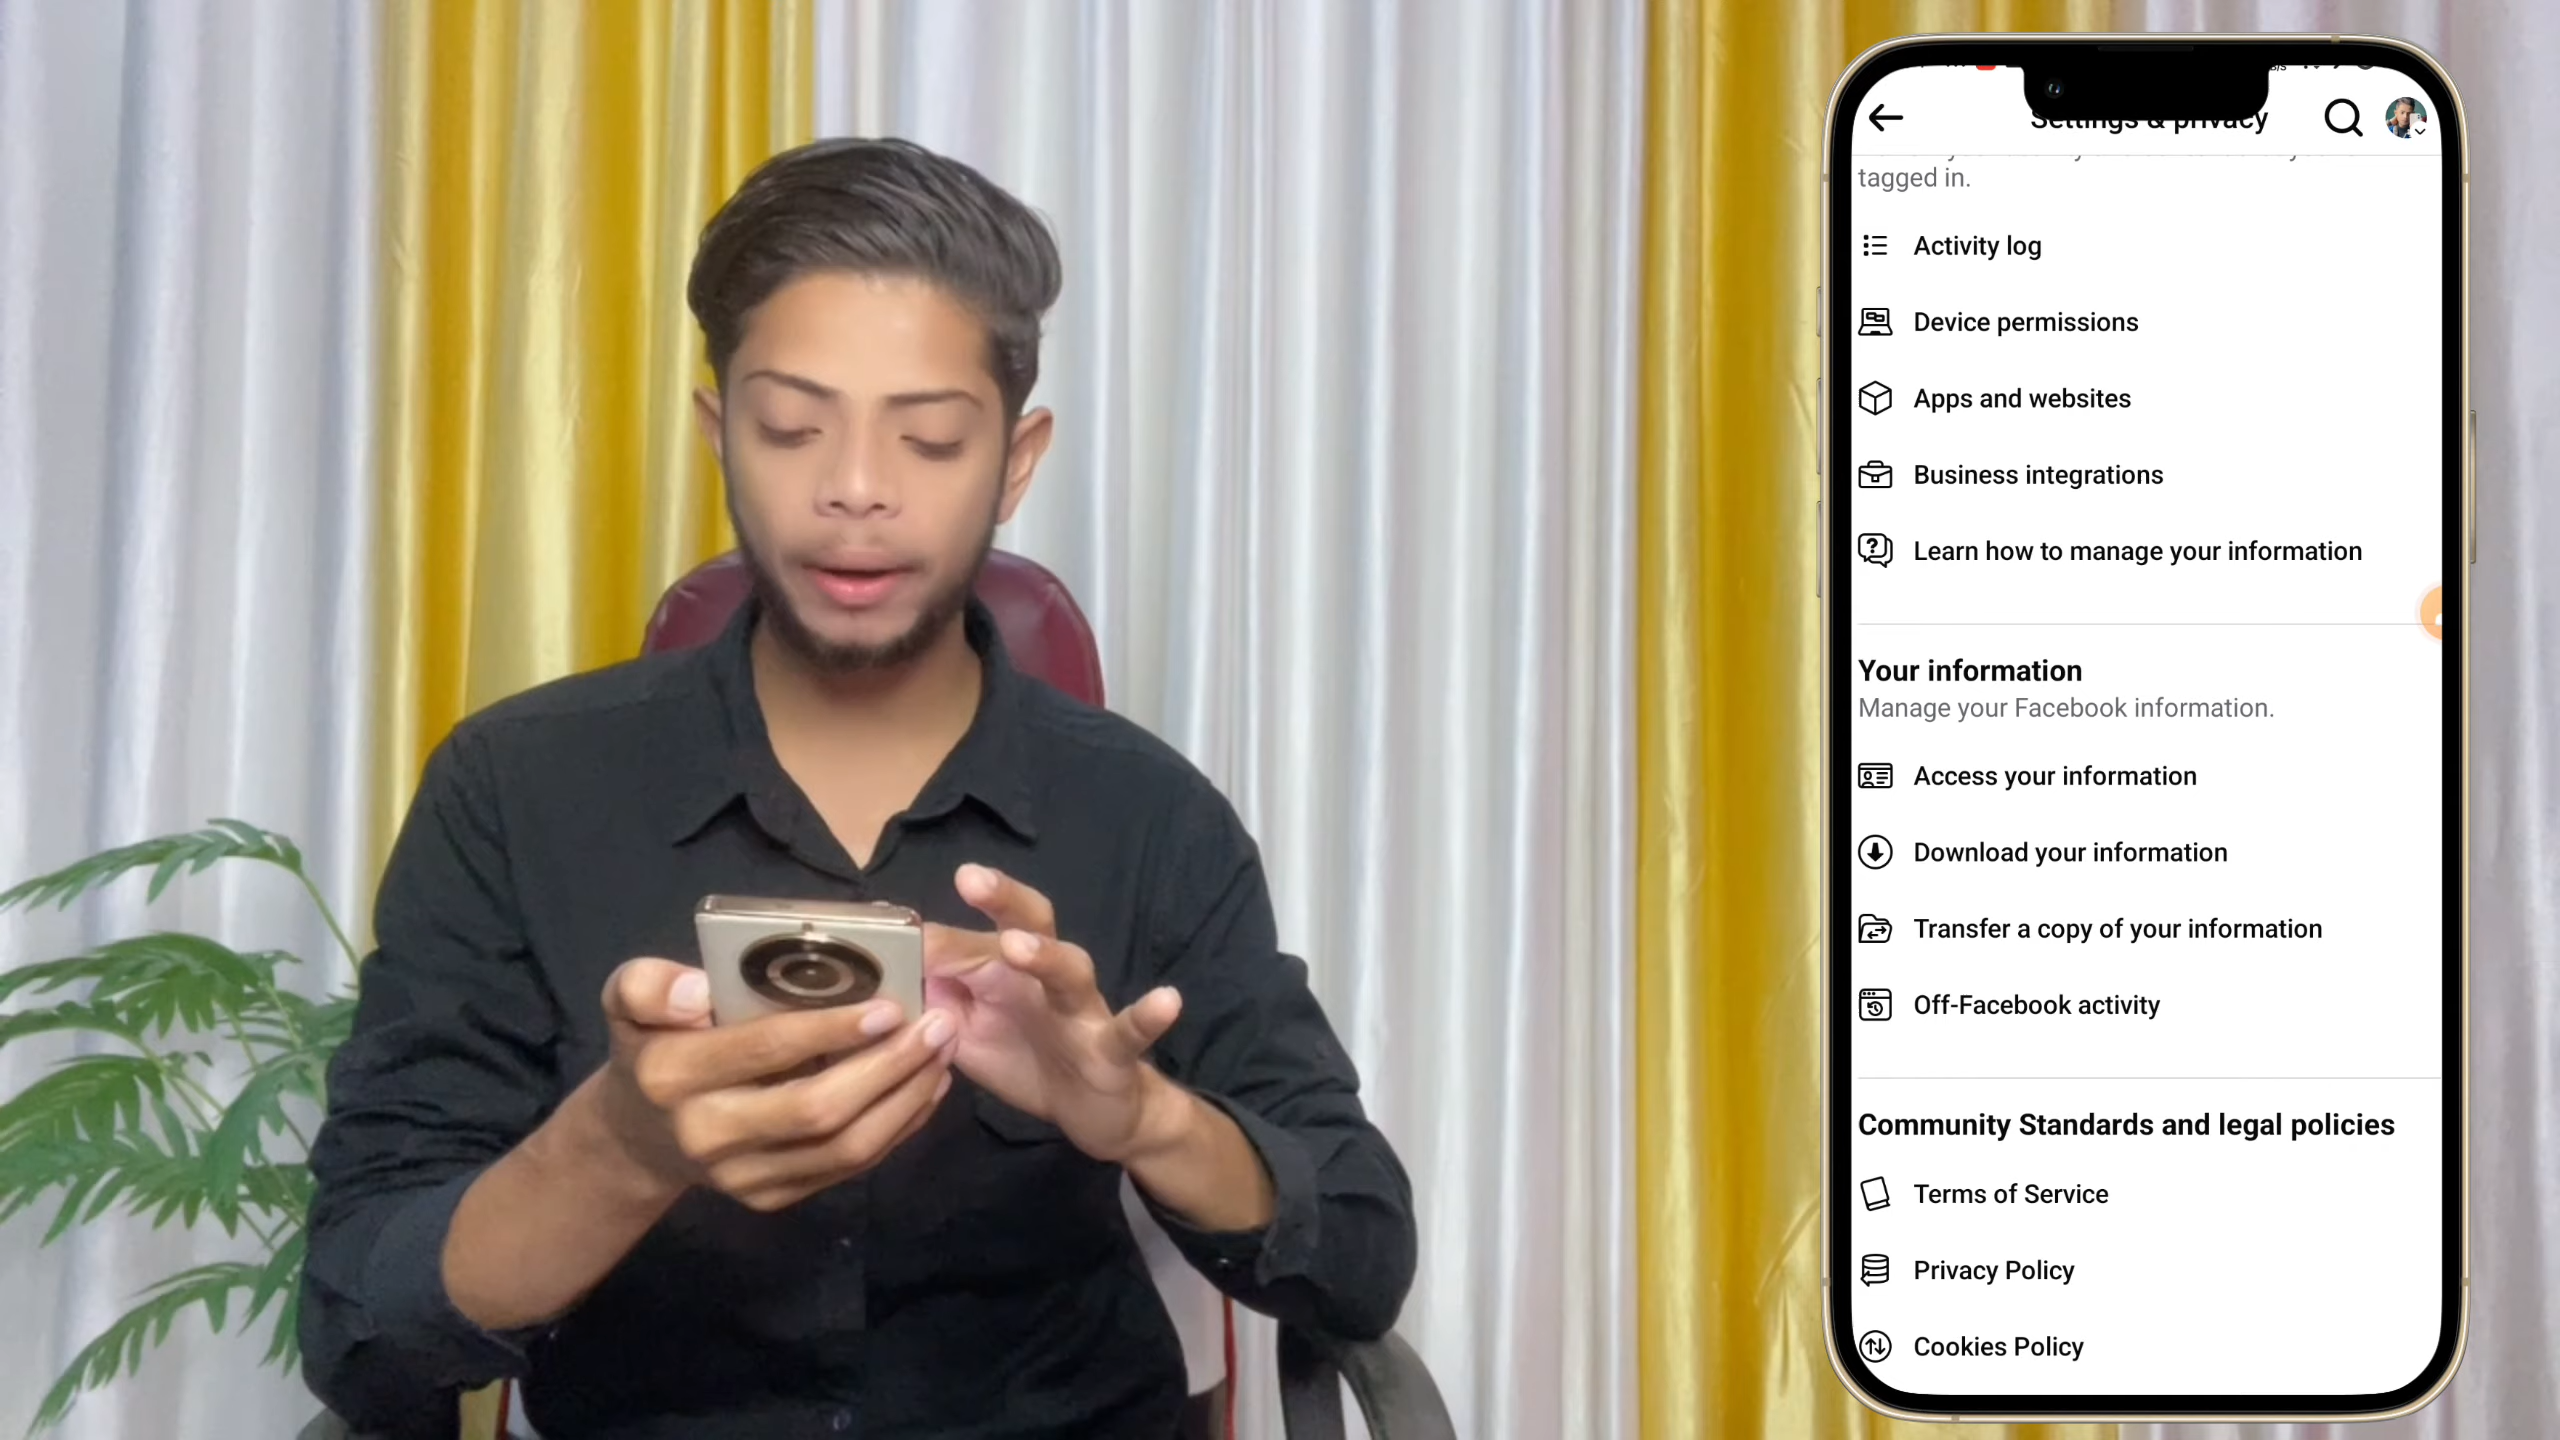 Settings & privacy
tagged in.
Activity log
Device permissions
Apps and websites
Business integrations
Learn how to manage your information
Your information
Manage your Facebook information.
Access your information
Download your information
Transfer a copy of your information
Off-Facebook activity
Community Standards and legal policies
Terms of Service
Privacy Policy
Cookies Policy